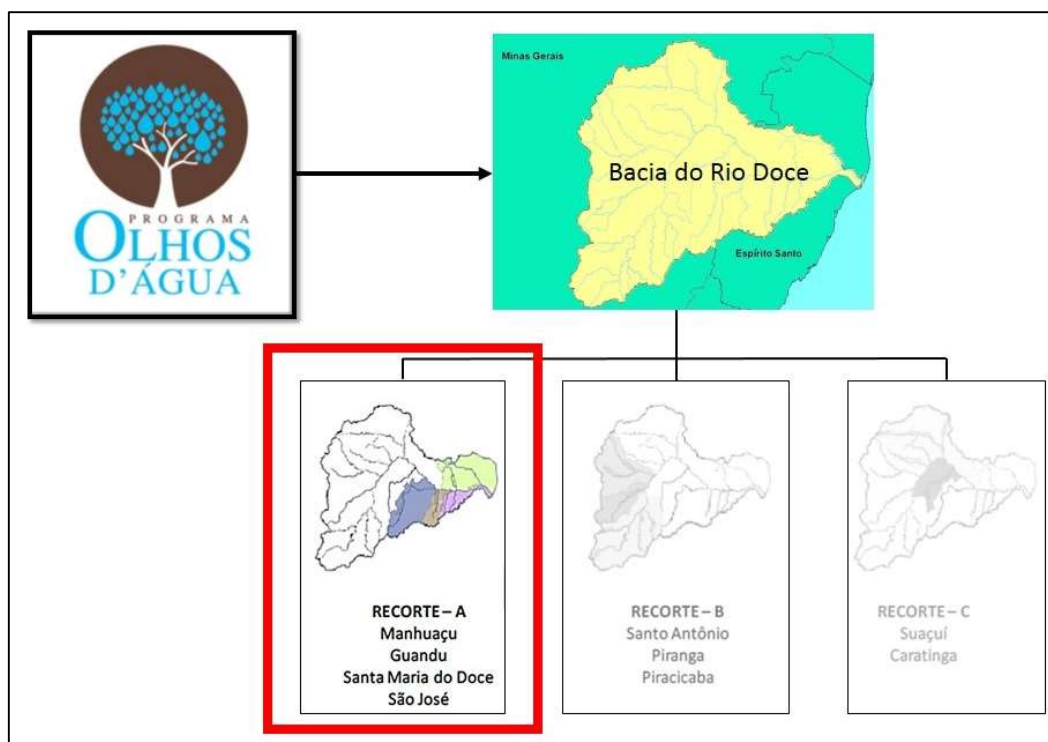 PROGRAMA
OLHOS
D'ÁGUA
Minas Gerais
Bacia do Rio Doce
Espírito Santo
RECORTE – A
Manhuaçu
Guandu
Santa Maria do Doce
São José
RECORTE – B
Santo Antônio
Piranga
Piracicaba
RECORTE – C
Suaçuí
Caratinga